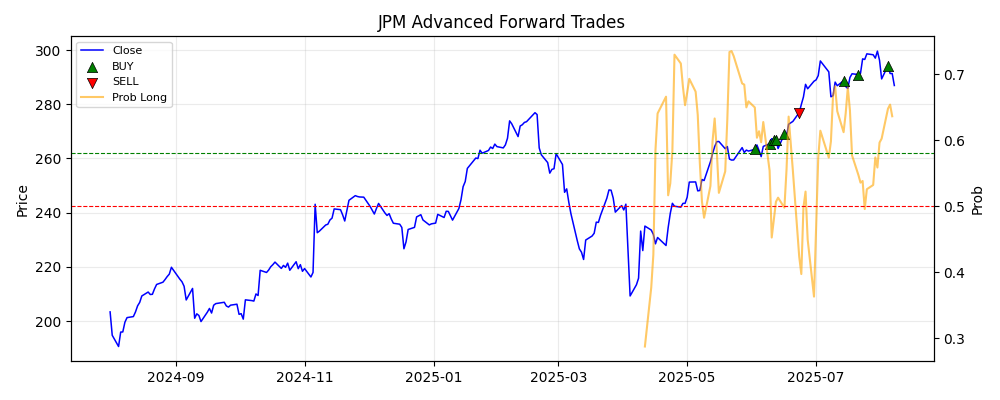 JPM Advanced Forward Trades
Close
BUY
SELL
Prob Long
Price
300
280
260
240
220
200
0.7
0.6
0.5
0.4
0.3
Prob
2024-09
2024-11
2025-01
2025-03
2025-05
2025-07